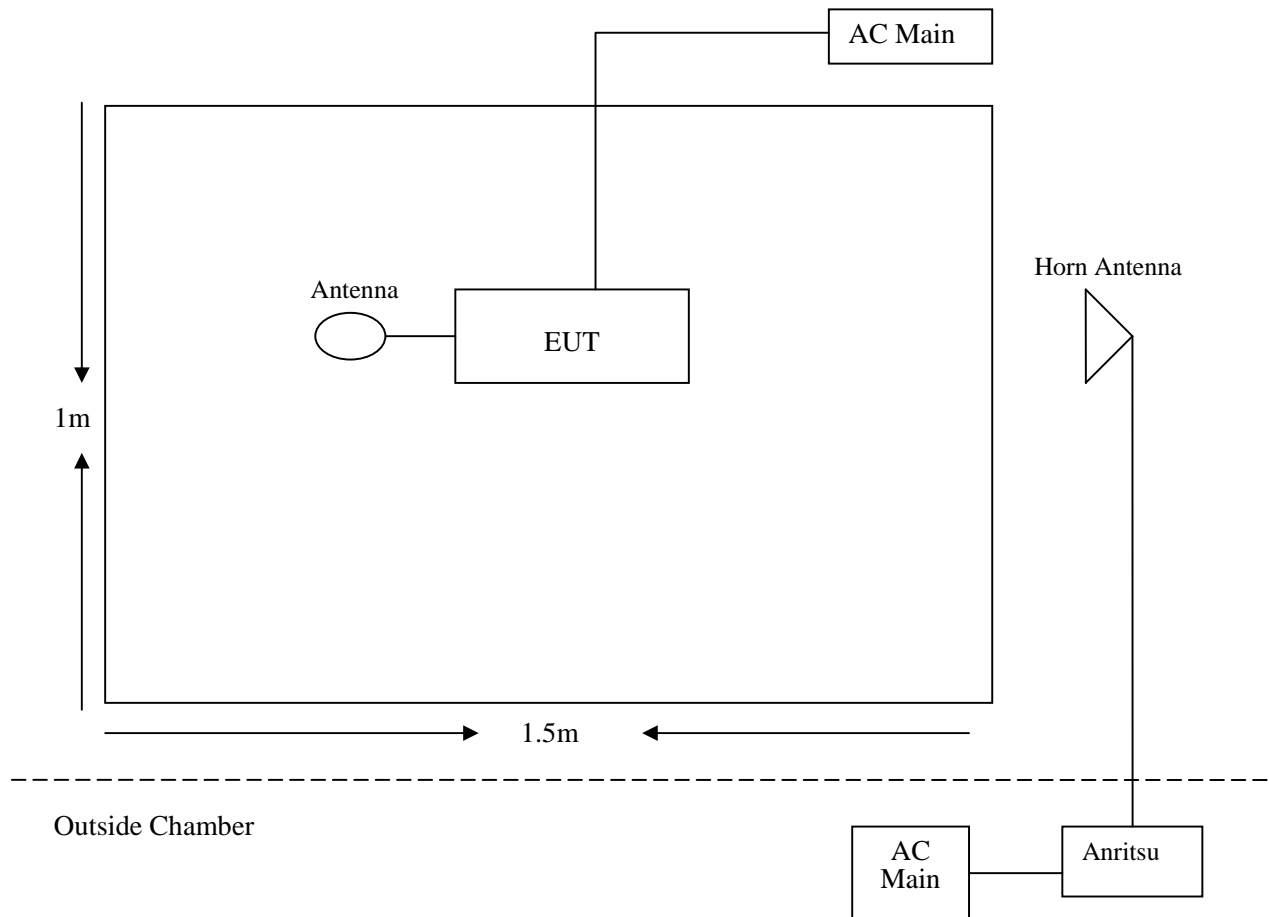 AC Main
Horn Antenna
Antenna
EUT
1m
1.5m
Outside Chamber
AC
Main
Anritsu